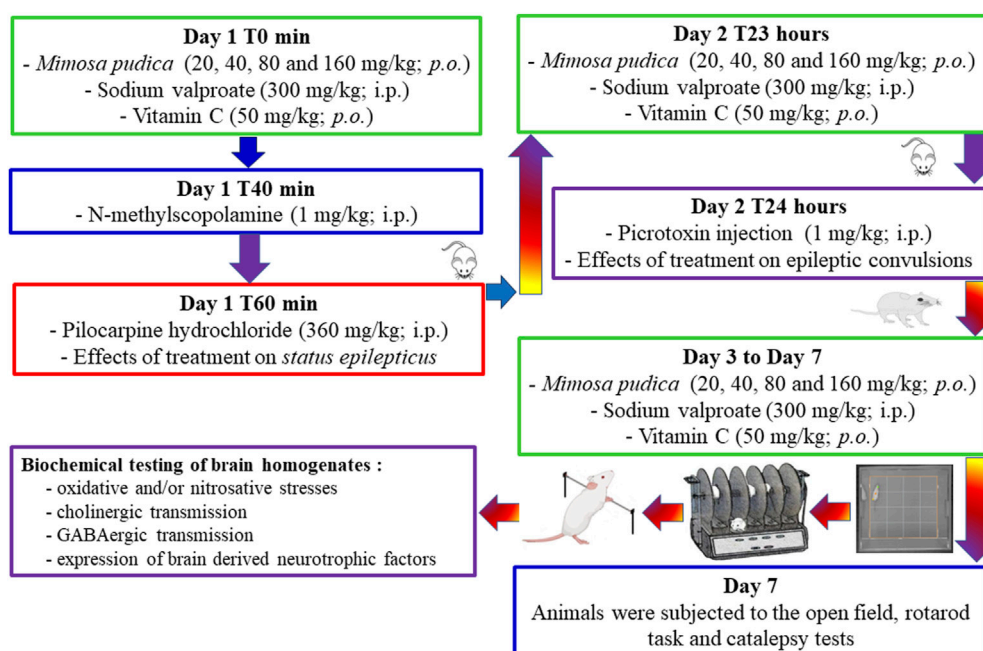 Day 1 T0 min
- Mimosa pudica (20, 40, 80 and 160 mg/kg; p.o.)
- Sodium valproate (300 mg/kg; i.p.)
- Vitamin C (50 mg/kg; p.o.)
Day 1 T40 min
- N-methylscopolamine (1 mg/kg; i.p.)
Day 1 T60 min
- Pilocarpine hydrochloride (360 mg/kg; i.p.)
- Effects of treatment on status epilepticus
Day 2 T23 hours
- Mimosa pudica (20, 40, 80 and 160 mg/kg; p.o.)
- Sodium valproate (300 mg/kg; i.p.)
- Vitamin C (50 mg/kg; p.o.)
Day 2 T24 hours
- Picrotoxin injection (1 mg/kg; i.p.)
- Effects of treatment on epileptic convulsions
Day 3 to Day 7
- Mimosa pudica (20, 40, 80 and 160 mg/kg; p.o.)
- Sodium valproate (300 mg/kg; i.p.)
- Vitamin C (50 mg/kg; p.o.)
Day 7
Animals were subjected to the open field, rotarod
task and catalepsy tests
Biochemical testing of brain homogenates :
- oxidative and/or nitrosative stresses
- cholinergic transmission
- GABAergic transmission
- expression of brain derived neurotrophic factors